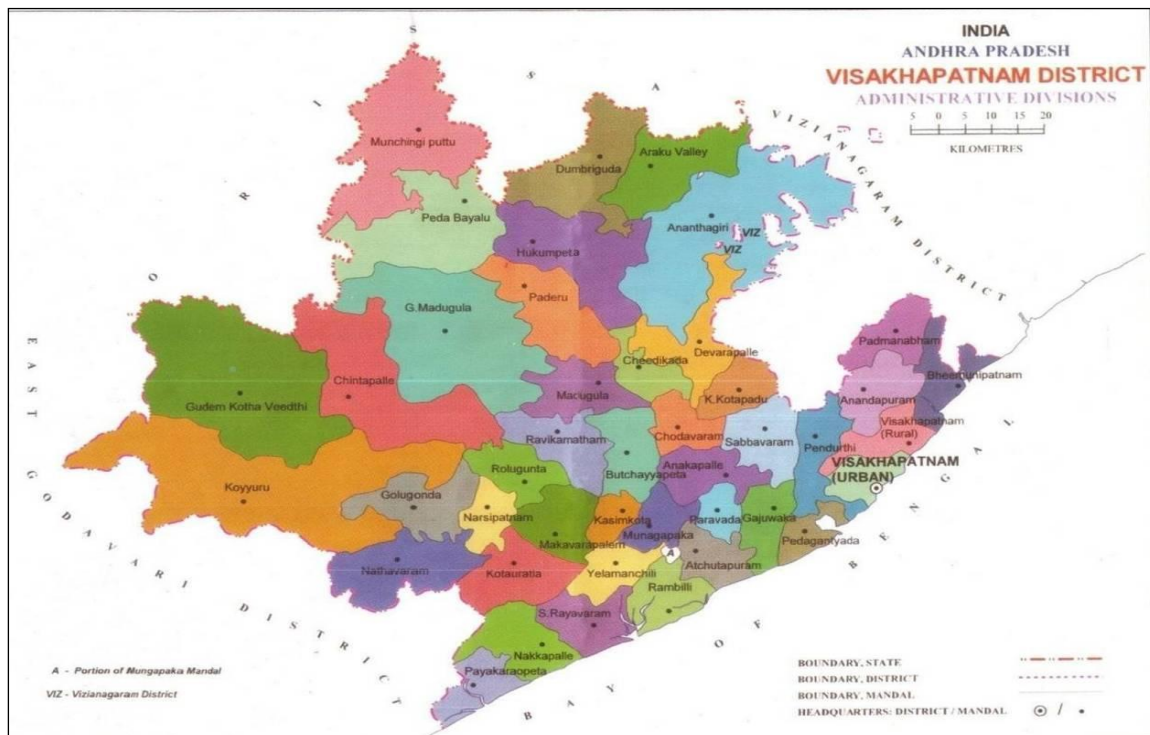 INDIA
ANDHRA PRADESH
VISAKHAPATNAM DISTRICT
ADMINISTRATIVE DIVISIONS
5 0 5 10 15 20
KILOMETRES
ORISSA
VIZIANAGARAM DISTRICT
EAST GODAVARI DISTRICT
BAY OF BENGAL
Munchingi puttu
Dumbriguda
Araku Valley
Peda Bayalu
Ananthagiri
VIZ
VIZ
Hukumpeta
Paderu
G.Madugula
Padmanabham
Devarapalle
Cheedikada
Bheemunipatnam
Chintapalle
Madugula
K.Kotapadu
Anandapuram
Gudem Kotha Veedthi
Visakhapatnam
(Rural)
Ravikamatham
Chodavaram
Sabbavaram
Pendurthi
Butchayyapeta
VISAKHAPATNAM
(URBAN)
Rolugunta
Anakapalle
Koyyuru
Golugonda
Narsipatnam
Kasimkota
Paravada
Gajuwaka
Munagapaka
Pedagantyada
Makavarapalem
A
Nathavaram
Kotauratla
Yelamanchili
Atchutapuram
Rambilli
S.Rayavaram
Nakkapalle
Payakaraopeta
A - Portion of Mungapaka Mandal
VIZ - Vizianagaram District
BOUNDARY, STATE
BOUNDARY, DISTRICT
BOUNDARY, MANDAL
HEADQUARTERS: DISTRICT / MANDAL /